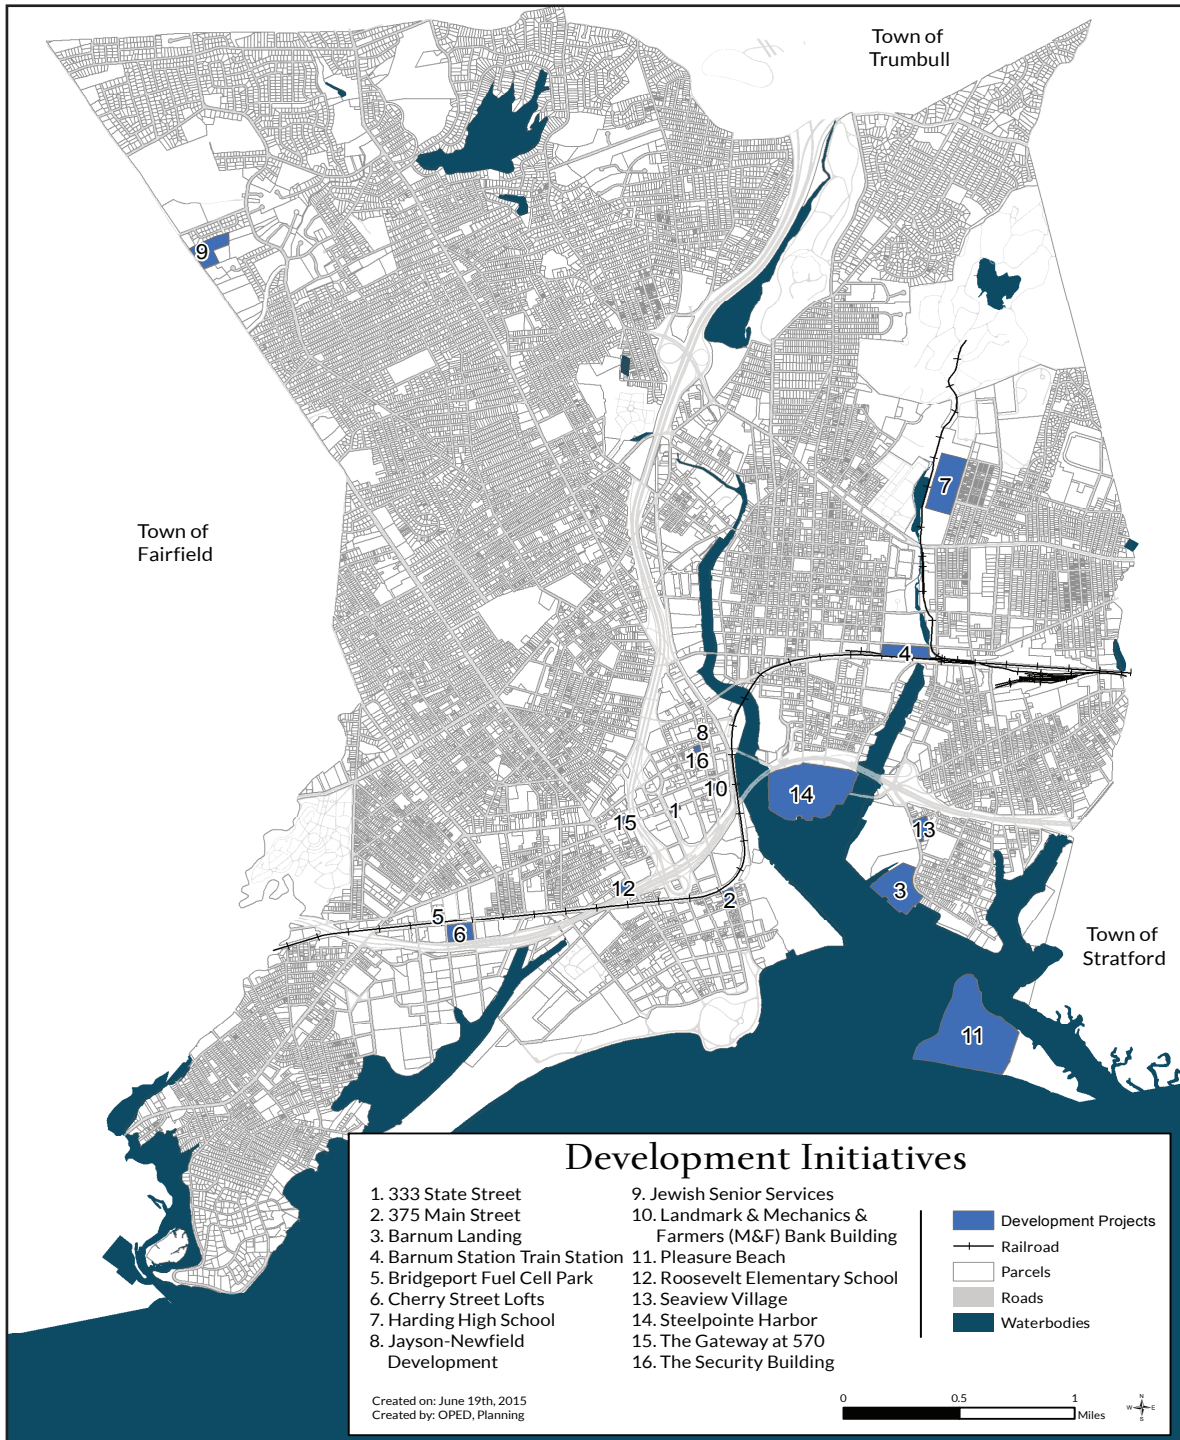 Town of
Trumbull
9
7
Town of
Fairfield
4
8
16
10
14
1
15
13
12
3
2
5
6
Town of
Stratford
11
Development Initiatives
1. 333 State Street
2. 375 Main Street
3. Barnum Landing
4. Barnum Station Train Station
5. Bridgeport Fuel Cell Park
6. Cherry Street Lofts
7. Harding High School
8. Jayson-Newfield
Development
9. Jewish Senior Services
10. Landmark & Mechanics &
Farmers (M&F) Bank Building
11. Pleasure Beach
12. Roosevelt Elementary School
13. Seaview Village
14. Steelpointe Harbor
15. The Gateway at 570
16. The Security Building
Development Projects
Railroad
Parcels
Roads
Waterbodies
Created on: June 19th, 2015
Created by: OPED, Planning
0 0.5 1
Miles
N
W E
S